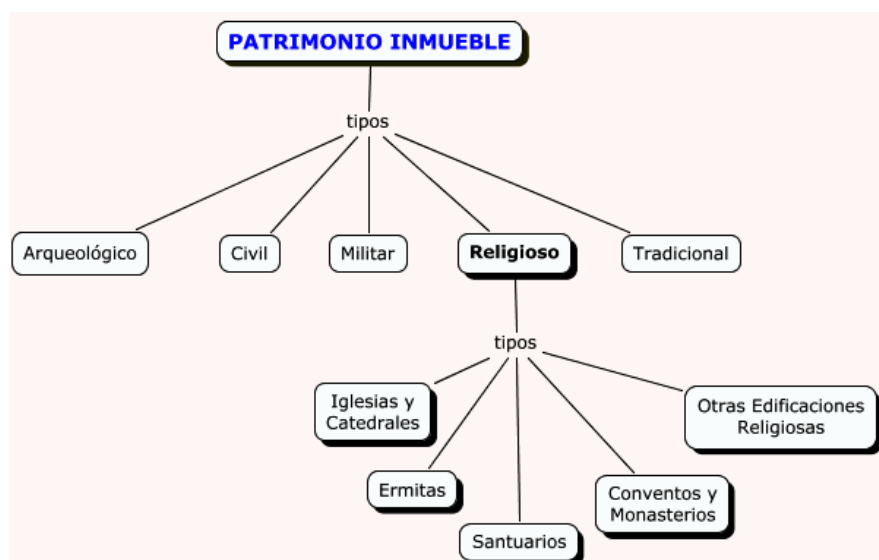 PATRIMONIO INMUEBLE
tipos
Arqueológico
Civil
Militar
Religioso
Tradicional
tipos
Iglesias y
Catedrales
Otras Edificaciones
Religiosas
Ermitas
Conventos y
Monasterios
Santuarios